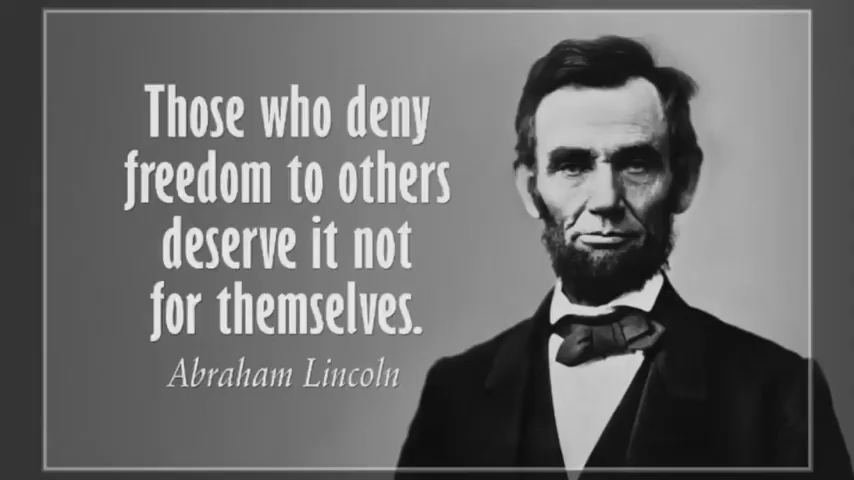 Those who deny
freedom to others
deserve it not
for themselves.
Abraham Lincoln